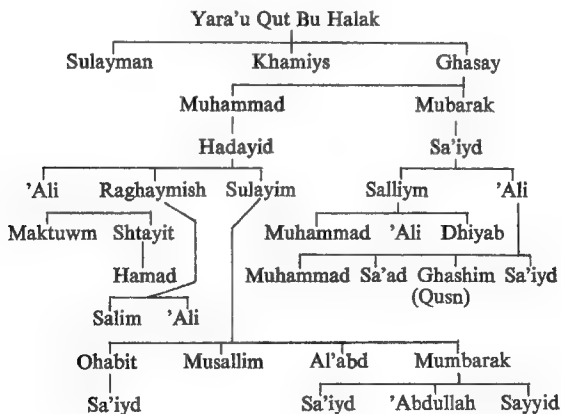 Yara'u Qut Bu Halak
Sulayman Khamiys Ghasay
Muhammad Mubarak
Hadayid Sa'iyd
'Ali Raghaymish Sulayim Salliym 'Ali
Maktuwm Shtayit Muhammad 'Ali Dhiyab
Hamad Muhammad Sa'ad Ghashim Sa'iyd
(Qusn)
Salim 'Ali
Ohabit Musallim Al'abd Mumbarak
Sa'iyd Sa'iyd 'Abdullah Sayyid